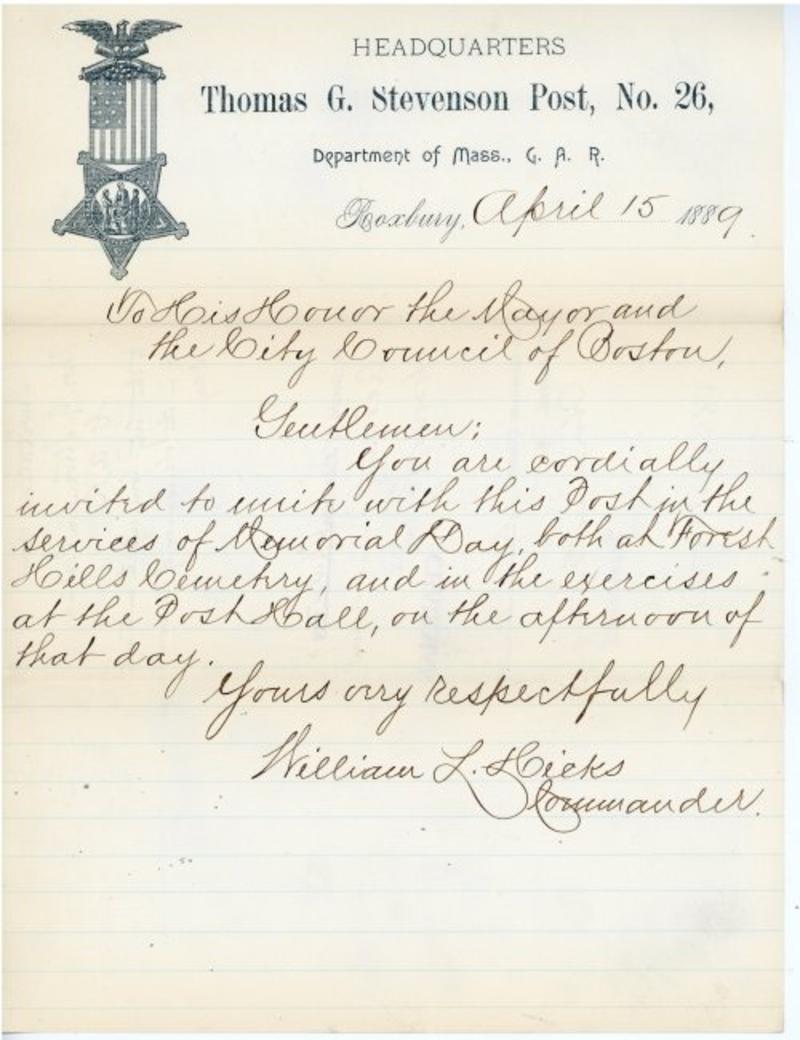 HEADQUARTERS
Thomas G. Stevenson Post, No. 26,
Department of Mass., G. A. R.
Roxbury, April 15 1889.
To His Honor the Mayor and
the City Council of Boston,
Gentlemen:
You are cordially
invited to unite with this Post in the
services of Memorial Day, both at Forest
Hills Cemetery, and in the exercises
at the Post Hall, on the afternoon of
that day.
Yours very respectfully
William L. Hicks
Commander.